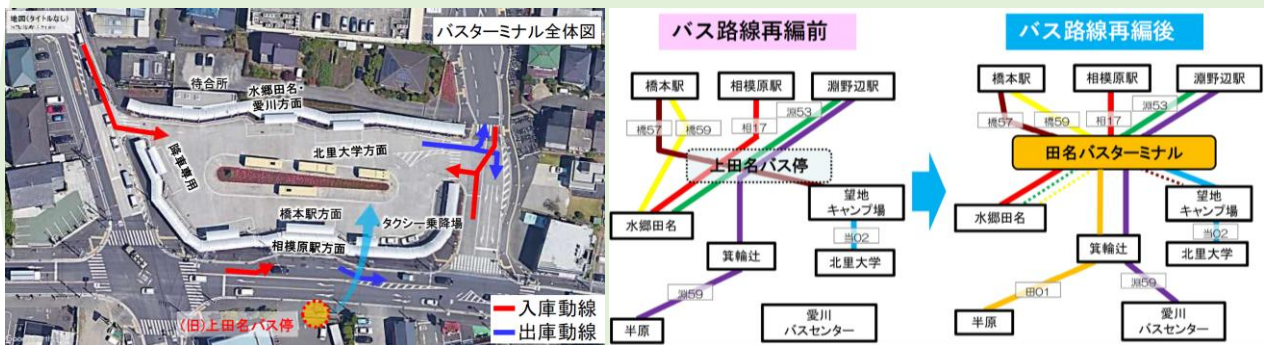 地図(タイトルなし)
バスターミナル全体図
待合所
水郷田名・
愛川方面
北里大学方面
降車専用
橋本駅方面
タクシー乗降場
相模原駅方面
(旧)上田名バス停
入庫動線
出庫動線
バス路線再編前
橋本駅
相模原駅
淵野辺駅
橋57
橋59
相17
淵53
上田名バス停
水郷田名
望地
キャンプ場
当02
箕輪辻
北里大学
淵59
半原
愛川
バスセンター
バス路線再編後
橋本駅
相模原駅
淵野辺駅
淵53
橋57
橋59
相17
田名バスターミナル
水郷田名
望地
キャンプ場
当02
箕輪辻
北里大学
田01
淵59
半原
愛川
バスセンター